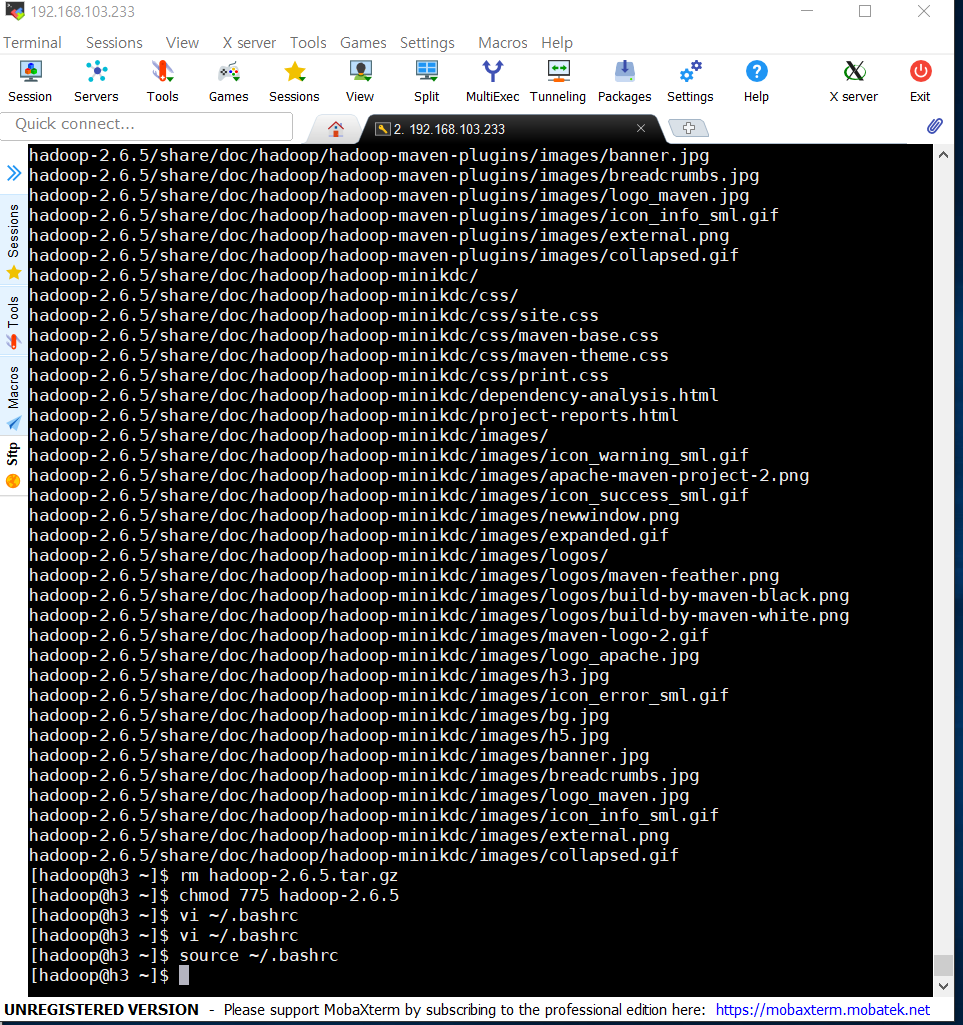 192.168.103.233
Terminal Sessions View X server Tools Games Settings Macros Help
Session Servers Tools Games Sessions View Split MultiExec Tunneling Packages Settings Help X server Exit
Quick connect...
2. 192.168.103.233
Sessions
Tools
Macros
Sftp
hadoop-2.6.5/share/doc/hadoop/hadoop-maven-plugins/images/banner.jpg
hadoop-2.6.5/share/doc/hadoop/hadoop-maven-plugins/images/breadcrumbs.jpg
hadoop-2.6.5/share/doc/hadoop/hadoop-maven-plugins/images/logo_maven.jpg
hadoop-2.6.5/share/doc/hadoop/hadoop-maven-plugins/images/icon_info_sml.gif
hadoop-2.6.5/share/doc/hadoop/hadoop-maven-plugins/images/external.png
hadoop-2.6.5/share/doc/hadoop/hadoop-maven-plugins/images/collapsed.gif
hadoop-2.6.5/share/doc/hadoop/hadoop-minikdc/
hadoop-2.6.5/share/doc/hadoop/hadoop-minikdc/css/
hadoop-2.6.5/share/doc/hadoop/hadoop-minikdc/css/site.css
hadoop-2.6.5/share/doc/hadoop/hadoop-minikdc/css/maven-base.css
hadoop-2.6.5/share/doc/hadoop/hadoop-minikdc/css/maven-theme.css
hadoop-2.6.5/share/doc/hadoop/hadoop-minikdc/css/print.css
hadoop-2.6.5/share/doc/hadoop/hadoop-minikdc/dependency-analysis.html
hadoop-2.6.5/share/doc/hadoop/hadoop-minikdc/project-reports.html
hadoop-2.6.5/share/doc/hadoop/hadoop-minikdc/images/
hadoop-2.6.5/share/doc/hadoop/hadoop-minikdc/images/icon_warning_sml.gif
hadoop-2.6.5/share/doc/hadoop/hadoop-minikdc/images/apache-maven-project-2.png
hadoop-2.6.5/share/doc/hadoop/hadoop-minikdc/images/icon_success_sml.gif
hadoop-2.6.5/share/doc/hadoop/hadoop-minikdc/images/newwindow.png
hadoop-2.6.5/share/doc/hadoop/hadoop-minikdc/images/expanded.gif
hadoop-2.6.5/share/doc/hadoop/hadoop-minikdc/images/logos/
hadoop-2.6.5/share/doc/hadoop/hadoop-minikdc/images/logos/maven-feather.png
hadoop-2.6.5/share/doc/hadoop/hadoop-minikdc/images/logos/build-by-maven-black.png
hadoop-2.6.5/share/doc/hadoop/hadoop-minikdc/images/logos/build-by-maven-white.png
hadoop-2.6.5/share/doc/hadoop/hadoop-minikdc/images/maven-logo-2.gif
hadoop-2.6.5/share/doc/hadoop/hadoop-minikdc/images/logo_apache.jpg
hadoop-2.6.5/share/doc/hadoop/hadoop-minikdc/images/h3.jpg
hadoop-2.6.5/share/doc/hadoop/hadoop-minikdc/images/icon_error_sml.gif
hadoop-2.6.5/share/doc/hadoop/hadoop-minikdc/images/bg.jpg
hadoop-2.6.5/share/doc/hadoop/hadoop-minikdc/images/h5.jpg
hadoop-2.6.5/share/doc/hadoop/hadoop-minikdc/images/banner.jpg
hadoop-2.6.5/share/doc/hadoop/hadoop-minikdc/images/breadcrumbs.jpg
hadoop-2.6.5/share/doc/hadoop/hadoop-minikdc/images/logo_maven.jpg
hadoop-2.6.5/share/doc/hadoop/hadoop-minikdc/images/icon_info_sml.gif
hadoop-2.6.5/share/doc/hadoop/hadoop-minikdc/images/external.png
hadoop-2.6.5/share/doc/hadoop/hadoop-minikdc/images/collapsed.gif
[hadoop@h3 ~]$ rm hadoop-2.6.5.tar.gz
[hadoop@h3 ~]$ chmod 775 hadoop-2.6.5
[hadoop@h3 ~]$ vi ~/.bashrc
[hadoop@h3 ~]$ vi ~/.bashrc
[hadoop@h3 ~]$ source ~/.bashrc
[hadoop@h3 ~]$
UNREGISTERED VERSION - Please support MobaXterm by subscribing to the professional edition here: https://mobaxterm.mobatek.net